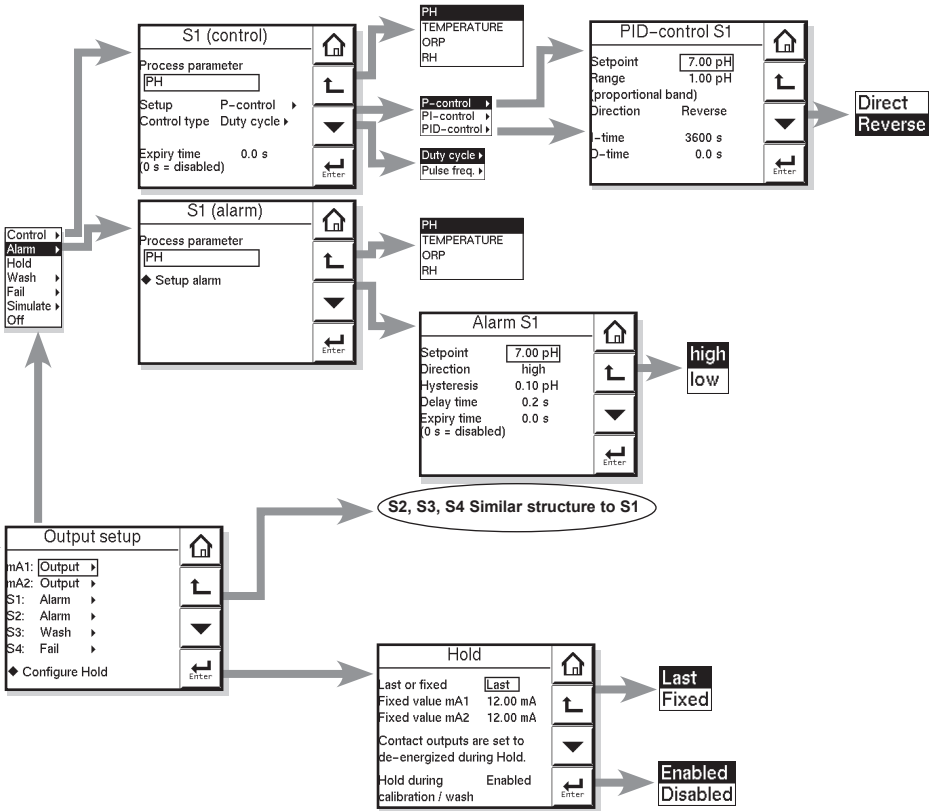 S1 (control)
Process parameter
PH
Setup P-control
Control type Duty cycle
Expiry time 0.0 s
(0 s = disabled)
Enter
PH
TEMPERATURE
ORP
RH
P-control
PI-control
PID-control
Duty cycle
Pulse freq.
PID-control S1
Setpoint 7.00 pH
Range 1.00 pH
(proportional band)
Direction Reverse
I-time 3600 s
D-time 0.0 s
Enter
Direct
Reverse
Control
Alarm
Hold
Wash
Fail
Simulate
Off
S1 (alarm)
Process parameter
PH
Setup alarm
Enter
PH
TEMPERATURE
ORP
RH
Alarm S1
Setpoint 7.00 pH
Direction high
Hysteresis 0.10 pH
Delay time 0.2 s
Expiry time 0.0 s
(0 s = disabled)
Enter
high
low
S2, S3, S4 Similar structure to S1
Output setup
mA1: Output
mA2: Output
S1: Alarm
S2: Alarm
S3: Wash
S4: Fail
Configure Hold
Enter
Hold
Last or fixed Last
Fixed value mA1 12.00 mA
Fixed value mA2 12.00 mA
Contact outputs are set to
de-energized during Hold.
Hold during Enabled
calibration / wash
Enter
Last
Fixed
Enabled
Disabled